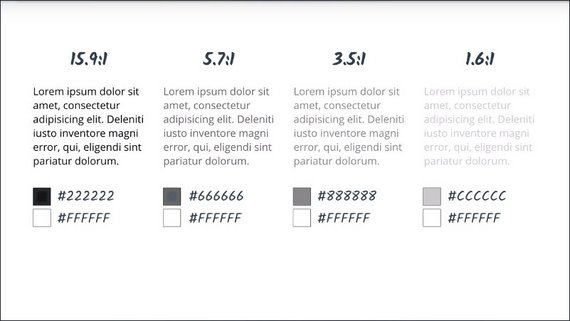 15.9:1
Lorem ipsum dolor sit
amet, consectetur
adipisicing elit. Deleniti
iusto inventore magni
error, qui, eligendi sint
pariatur dolorum.
#222222
#FFFFFF
5.7:1
Lorem ipsum dolor sit
amet, consectetur
adipisicing elit. Deleniti
iusto inventore magni
error, qui, eligendi sint
pariatur dolorum.
#666666
#FFFFFF
3.5:1
Lorem ipsum dolor sit
amet, consectetur
adipisicing elit. Deleniti
iusto inventore magni
error, qui, eligendi sint
pariatur dolorum.
#888888
#FFFFFF
1.6:1
Lorem ipsum dolor sit
amet, consectetur
adipisicing elit. Deleniti
iusto inventore magni
error, qui, eligendi sint
pariatur dolorum.
#CCCCCC
#FFFFFF